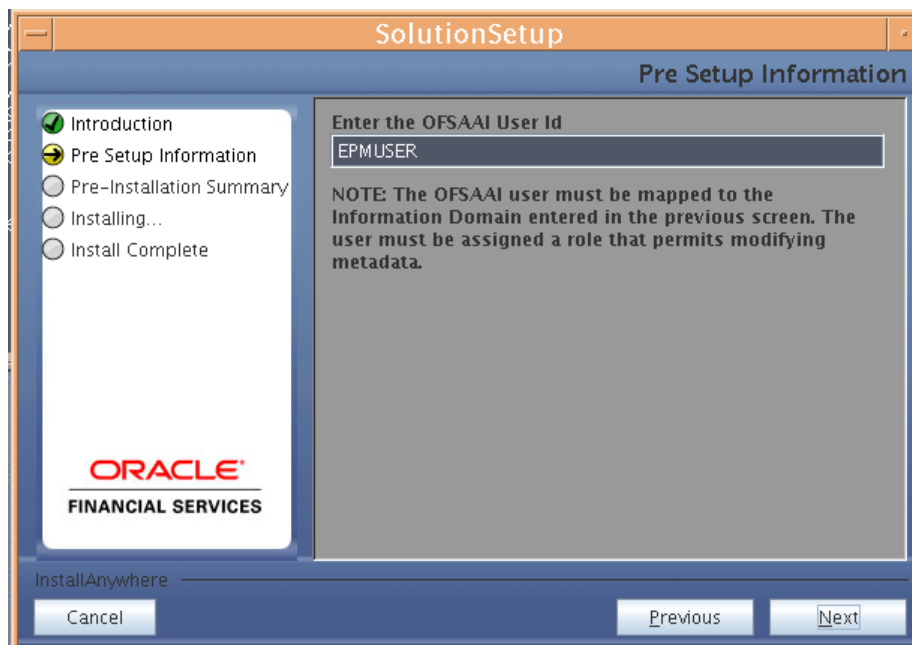 SolutionSetup
Pre Setup Information
Introduction
Pre Setup Information
Pre-Installation Summary
Installing...
Install Complete
ORACLE
FINANCIAL SERVICES
Enter the OFSAAI User Id
EPMUSER
NOTE: The OFSAAI user must be mapped to the
Information Domain entered in the previous screen. The
user must be assigned a role that permits modifying
metadata.
InstallAnywhere
Cancel
Previous
Next